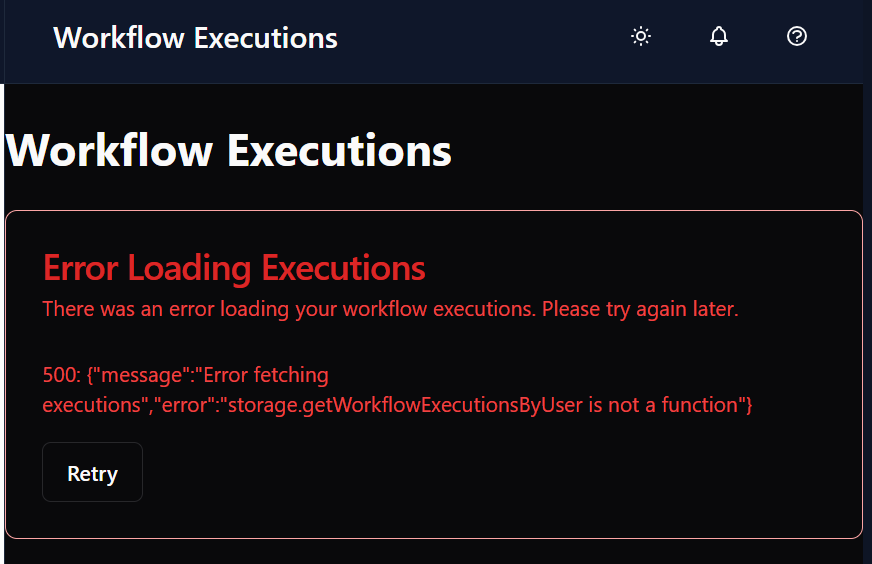 Workflow Executions
Workflow Executions
Error Loading Executions
There was an error loading your workflow executions. Please try again later.
500: {"message":"Error fetching
executions","error":"storage.getWorkflowExecutionsByUser is not a function"}
Retry